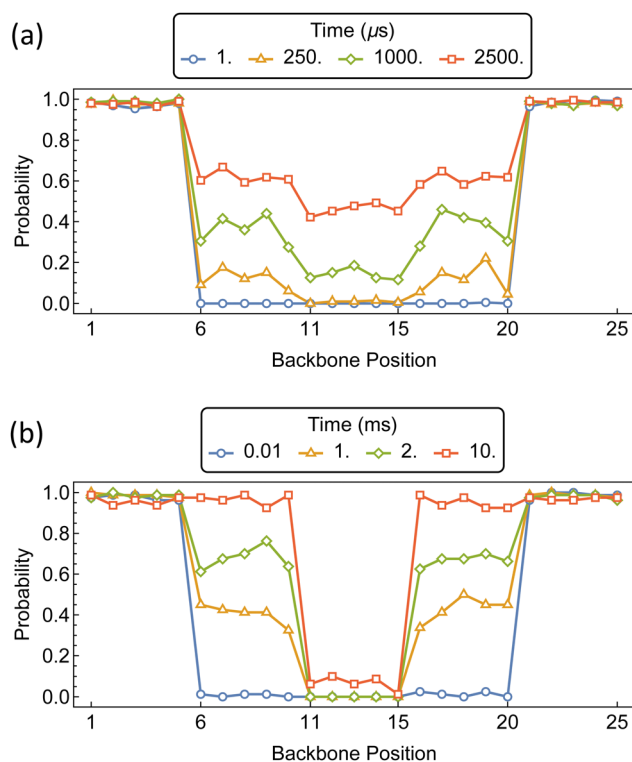 (a)
Time (μs)
1. 250. 1000. 2500.
1.0
0.8
0.6
0.4
0.2
0.0
Probability
1 6 11 15 20 25
Backbone Position
(b)
Time (ms)
0.01 1. 2. 10.
1.0
0.8
0.6
0.4
0.2
0.0
Probability
1 6 11 15 20 25
Backbone Position